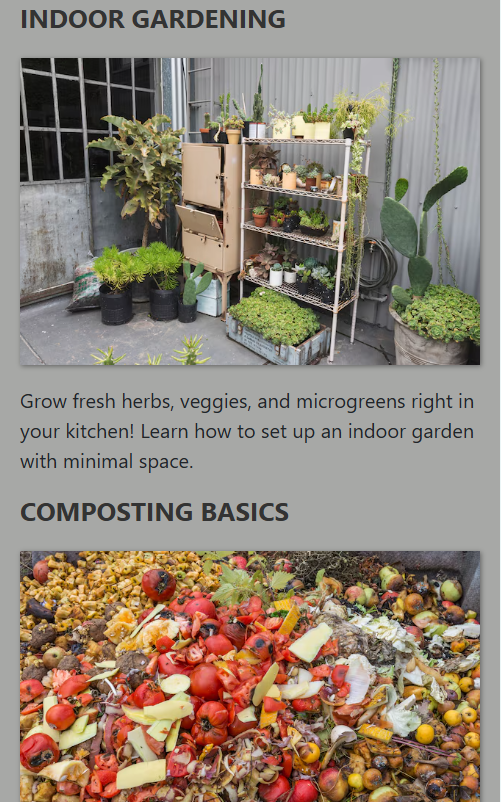 INDOOR GARDENING
Grow fresh herbs, veggies, and microgreens right in
your kitchen! Learn how to set up an indoor garden
with minimal space.
COMPOSTING BASICS